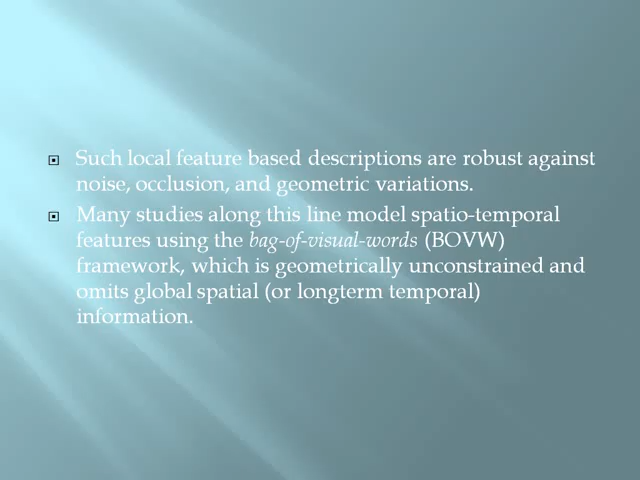 Such local feature based descriptions are robust against
noise, occlusion, and geometric variations.
Many studies along this line model spatio-temporal
features using the bag-of-visual-words (BOVW)
framework, which is geometrically unconstrained and
omits global spatial (or longterm temporal)
information.